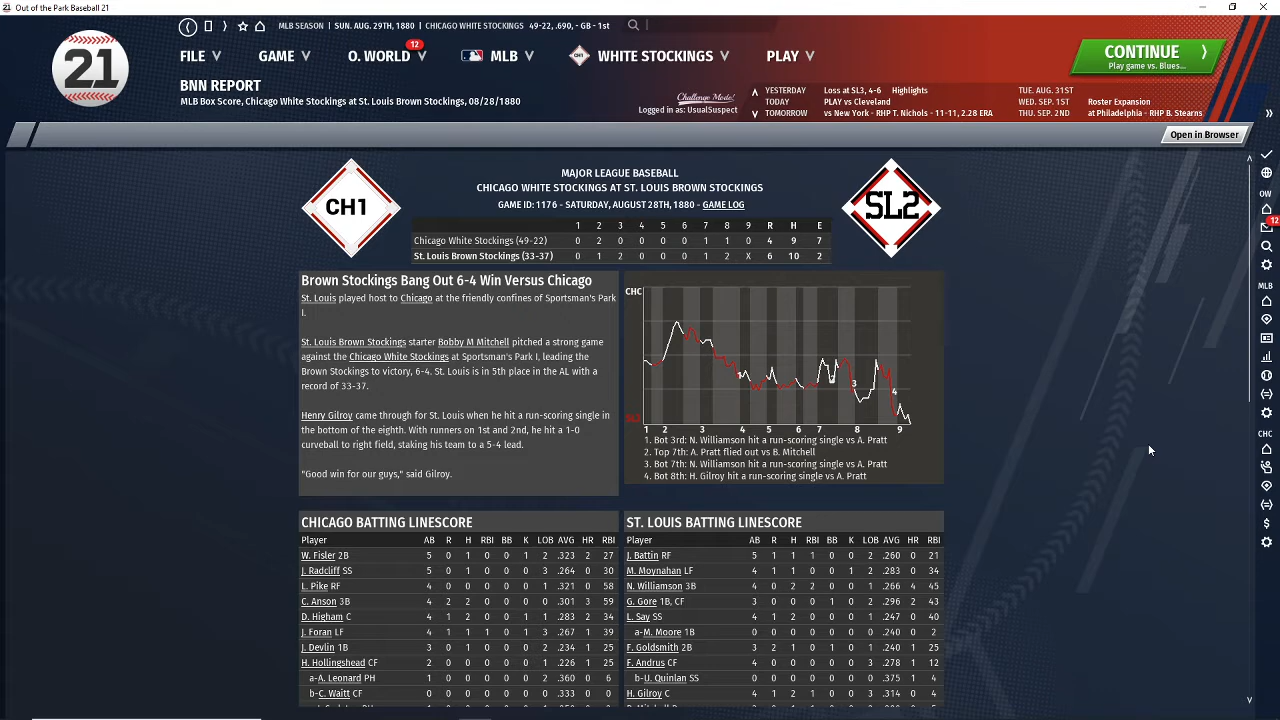 21 Out of the Park Baseball 21
MLB SEASON | SUN. AUG. 29TH, 1880 | CHICAGO WHITE STOCKINGS 49-22, .690, - GB - 1st
21
FILE GAME O. WORLD 12 MLB CH1 WHITE STOCKINGS PLAY
CONTINUE
Play game vs. Blues...
BNN REPORT
MLB Box Score, Chicago White Stockings at St. Louis Brown Stockings, 08/28/1880
Challenge Mode!
Logged in as: UsualSuspect
YESTERDAY Loss at SL3, 4-6 Highlights TUE. AUG. 31ST
TODAY PLAY vs Cleveland WED. SEP. 1ST Roster Expansion
TOMORROW vs New York - RHP T. Nichols - 11-11, 2.28 ERA THU. SEP. 2ND at Philadelphia - RHP B. Stearns
Open in Browser
CH1
MAJOR LEAGUE BASEBALL
CHICAGO WHITE STOCKINGS AT ST. LOUIS BROWN STOCKINGS
GAME ID: 1176 - SATURDAY, AUGUST 28TH, 1880 - GAME LOG
SL2
1 2 3 4 5 6 7 8 9 R H E
Chicago White Stockings (49-22) 0 2 0 0 0 0 1 1 0 4 9 7
St. Louis Brown Stockings (33-37) 0 1 2 0 0 0 1 2 X 6 10 2
Brown Stockings Bang Out 6-4 Win Versus Chicago
St. Louis played host to Chicago at the friendly confines of Sportsman's Park
I.
St. Louis Brown Stockings starter Bobby M Mitchell pitched a strong game
against the Chicago White Stockings at Sportsman's Park I, leading the
Brown Stockings to victory, 6-4. St. Louis is in 5th place in the AL with a
record of 33-37.
Henry Gilroy came through for St. Louis when he hit a run-scoring single in
the bottom of the eighth. With runners on 1st and 2nd, he hit a 1-0
curveball to right field, staking his team to a 5-4 lead.
"Good win for our guys," said Gilroy.
CHC
1
2
3
4
SL2
1 2 3 4 5 6 7 8 9
1. Bot 3rd: N. Williamson hit a run-scoring single vs A. Pratt
2. Top 7th: A. Pratt flied out vs B. Mitchell
3. Bot 7th: N. Williamson hit a run-scoring single vs A. Pratt
4. Bot 8th: H. Gilroy hit a run-scoring single vs A. Pratt
CHICAGO BATTING LINESCORE
Player AB R H RBI BB K LOB AVG HR RBI
W. Fisler 2B 5 0 1 0 0 1 2 .323 2 27
J. Radcliff SS 5 0 1 0 0 0 3 .264 0 30
L. Pike RF 4 0 1 0 0 0 0 .321 0 58
C. Anson 3B 4 2 2 0 0 0 0 .301 3 59
D. Higham C 4 1 2 0 0 1 1 .283 2 34
J. Foran LF 4 1 1 1 0 1 3 .267 1 39
J. Devlin 1B 3 0 1 0 0 0 2 .234 1 25
H. Hollingshead CF 2 0 0 0 0 0 1 .226 1 25
a-A. Leonard PH 1 0 0 0 0 0 2 .360 0 6
b-C. Waitt CF 0 0 0 0 0 0 0 .333 0 0
ST. LOUIS BATTING LINESCORE
Player AB R H RBI BB K LOB AVG HR RBI
J. Battin RF 5 1 1 1 0 0 2 .260 0 21
M. Moynahan LF 4 1 1 0 0 1 2 .283 0 34
N. Williamson 3B 4 0 2 2 0 0 1 .266 4 45
G. Gore 1B, CF 3 0 0 0 1 0 2 .296 2 43
L. Say SS 4 1 2 0 0 0 1 .247 0 40
a-M. Moore 1B 0 0 0 0 0 0 0 .240 0 2
F. Goldsmith 2B 3 2 1 0 1 0 1 .240 1 25
F. Andrus CF 4 0 0 0 0 0 3 .278 1 12
b-U. Quinlan SS 0 0 0 0 0 0 0 .375 1 4
H. Gilroy C 4 1 2 1 0 0 3 .314 0 4
12
OW
MLB
CHC